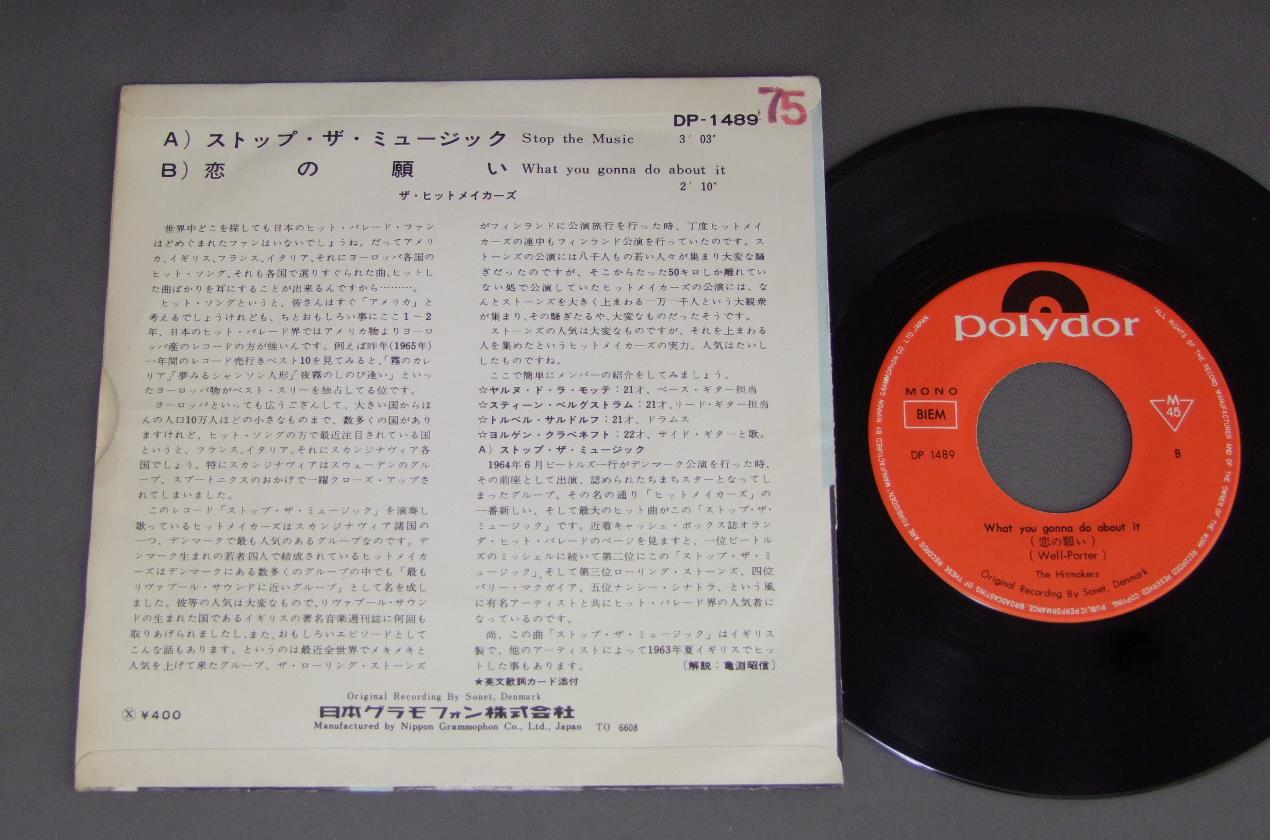 DP-1489
75
A) ストップ・ザ・ミュージック Stop the Music 3′03″
B) 恋の願い What you gonna do about it
2′10″
ザ・ヒットメイカーズ
世界中どこを探しても日本のヒット・パレード・ファン
ほどめぐまれたファンはいないでしょうね。だってアメリ
カ、イギリス、フランス、イタリア、それにヨーロッパ各国の
ヒット・ソング、それも各国で選りすぐられた曲、ヒットし
た曲ばかりを耳にすることが出来るんですから………。
ヒット・ソングというと、皆さんはすぐ「アメリカ」と
考えるでしょうけれども、ちとおもしろい事にここ1〜2
年、日本のヒット・パレード界ではアメリカ物よりヨーロ
ッパ産のレコードの方が強いんです。例えば昨年(1965年)
一年間のレコード売行きベスト10を見てみると、「霧のカレ
リア」「夢みるシャンソン人形」「夜霧のしのび逢い」といっ
たヨーロッパ物がベスト・スリーを独占してる位です。
ヨーロッパといっても広うござんして、大きい国からほ
んの人口10万人ほどの小さなものまで、数多くの国があり
ますけれど、ヒット・ソングの方で最近注目されている国
というと、フランス、イタリア、それにスカンジナヴィア各
国でしょう。特にスカンジナヴィアはスウェーデンのグル
ープ、スプートニクスのおかげで一躍クローズ・アップさ
れてしまいました。
このレコード「ストップ・ザ・ミュージック」を演奏し
歌っているヒットメイカーズはスカンジナヴィア諸国の
一つ、デンマークで最も人気のあるグループなのです。デ
ンマーク生まれの若者四人で結成されているヒットメイカ
ーズはデンマークにある数多くのグループの中でも「最も
リヴァプール・サウンドに近いグループ」として名を成し
ました。彼等の人気は大変なもので、リヴァプール・サウン
ドの生まれた国であるイギリスの著名音楽週刊誌に何回も
取りあげられましたし、また、おもしろいエピソードとして
こんな話もあります。というのは最近全世界でメキメキと
人気を上げて来たグループ、ザ・ローリング・ストーンズ
がフィンランドに公演旅行を行った時、丁度ヒットメイ
カーズの連中もフィンランド公演を行っていたのです。ス
トーンズの公演には八千人もの若い人々が集まり大変な騒
ぎだったのですが、そこからたった50キロしか離れてい
ない処で公演していたヒットメイカーズの公演には、な
んとストーンズを大きく上まわる一万一千人という大観衆
が集まり、その騒ぎたるや、大変なものだったそうです。
ストーンズの人気は大変なものですが、それを上まわる
人を集めたというヒットメイカーズの実力、人気はたいし
たものですね。
ここで簡単にメンバーの紹介をしてみましょう。
☆ヤルヌ・ド・ラ・モッテ：21才、ベース・ギター担当
☆スティーン・ベルグストラム：21才、リード・ギター担当
☆トルベル・サルドルフ：21才、ドラムス
☆ヨルゲン・クラベネフト：22才、サイド・ギターと歌。
A) ストップ・ザ・ミュージック
1964年6月ビートルズ一行がデンマーク公演を行った時、
その前座として出演、認められたちまちスターとなってし
まったグループ。その名の通り「ヒットメイカーズ」の
一番新しい、そして最大のヒット曲がこの「ストップ・ザ・
ミュージック」です。近着キャッシュ・ボックス誌オラン
ダ・ヒット・パレードのページを見ますと、一位ビートル
ズのミッシェルに続いて第二位にこの「ストップ・ザ・ミ
ュージック」、そして第三位ローリング・ストーンズ、四位
バリー・マクガイア、五位ナンシー・シナトラ、という風
に有名アーティストと共にヒット・パレード界の人気者に
なっているのです。
尚、この曲「ストップ・ザ・ミュージック」はイギリス
製で、他のアーティストによって1963年夏イギリスでヒッ
トした事もあります。〔解説：亀渕昭信〕
★英文歌詞カード添付
Original Recording By Sonet, Denmark
Ⓧ ¥400 日本グラモフォン株式会社
Manufactured by Nippon Grammophon Co., Ltd., Japan TO 6608
polydor
MONO
BIEM
M
45
DP 1489
B
What you gonna do about it
(恋の願い)
(Well-Porter)
The Hitmakers
Original Recording By Sonet, Denmark
ALL RIGHTS OF THE RECORD MANUFACTURER AND OF THE OWNER OF THE WORK RECORDED RESERVED. COPYING, PUBLIC PERFORMANCE, BROADCASTING OF THESE RECORDS ARE FORBIDDEN・MANUFACTURED BY NIPPON GRAMMOPHON CO. LTD. JAPAN